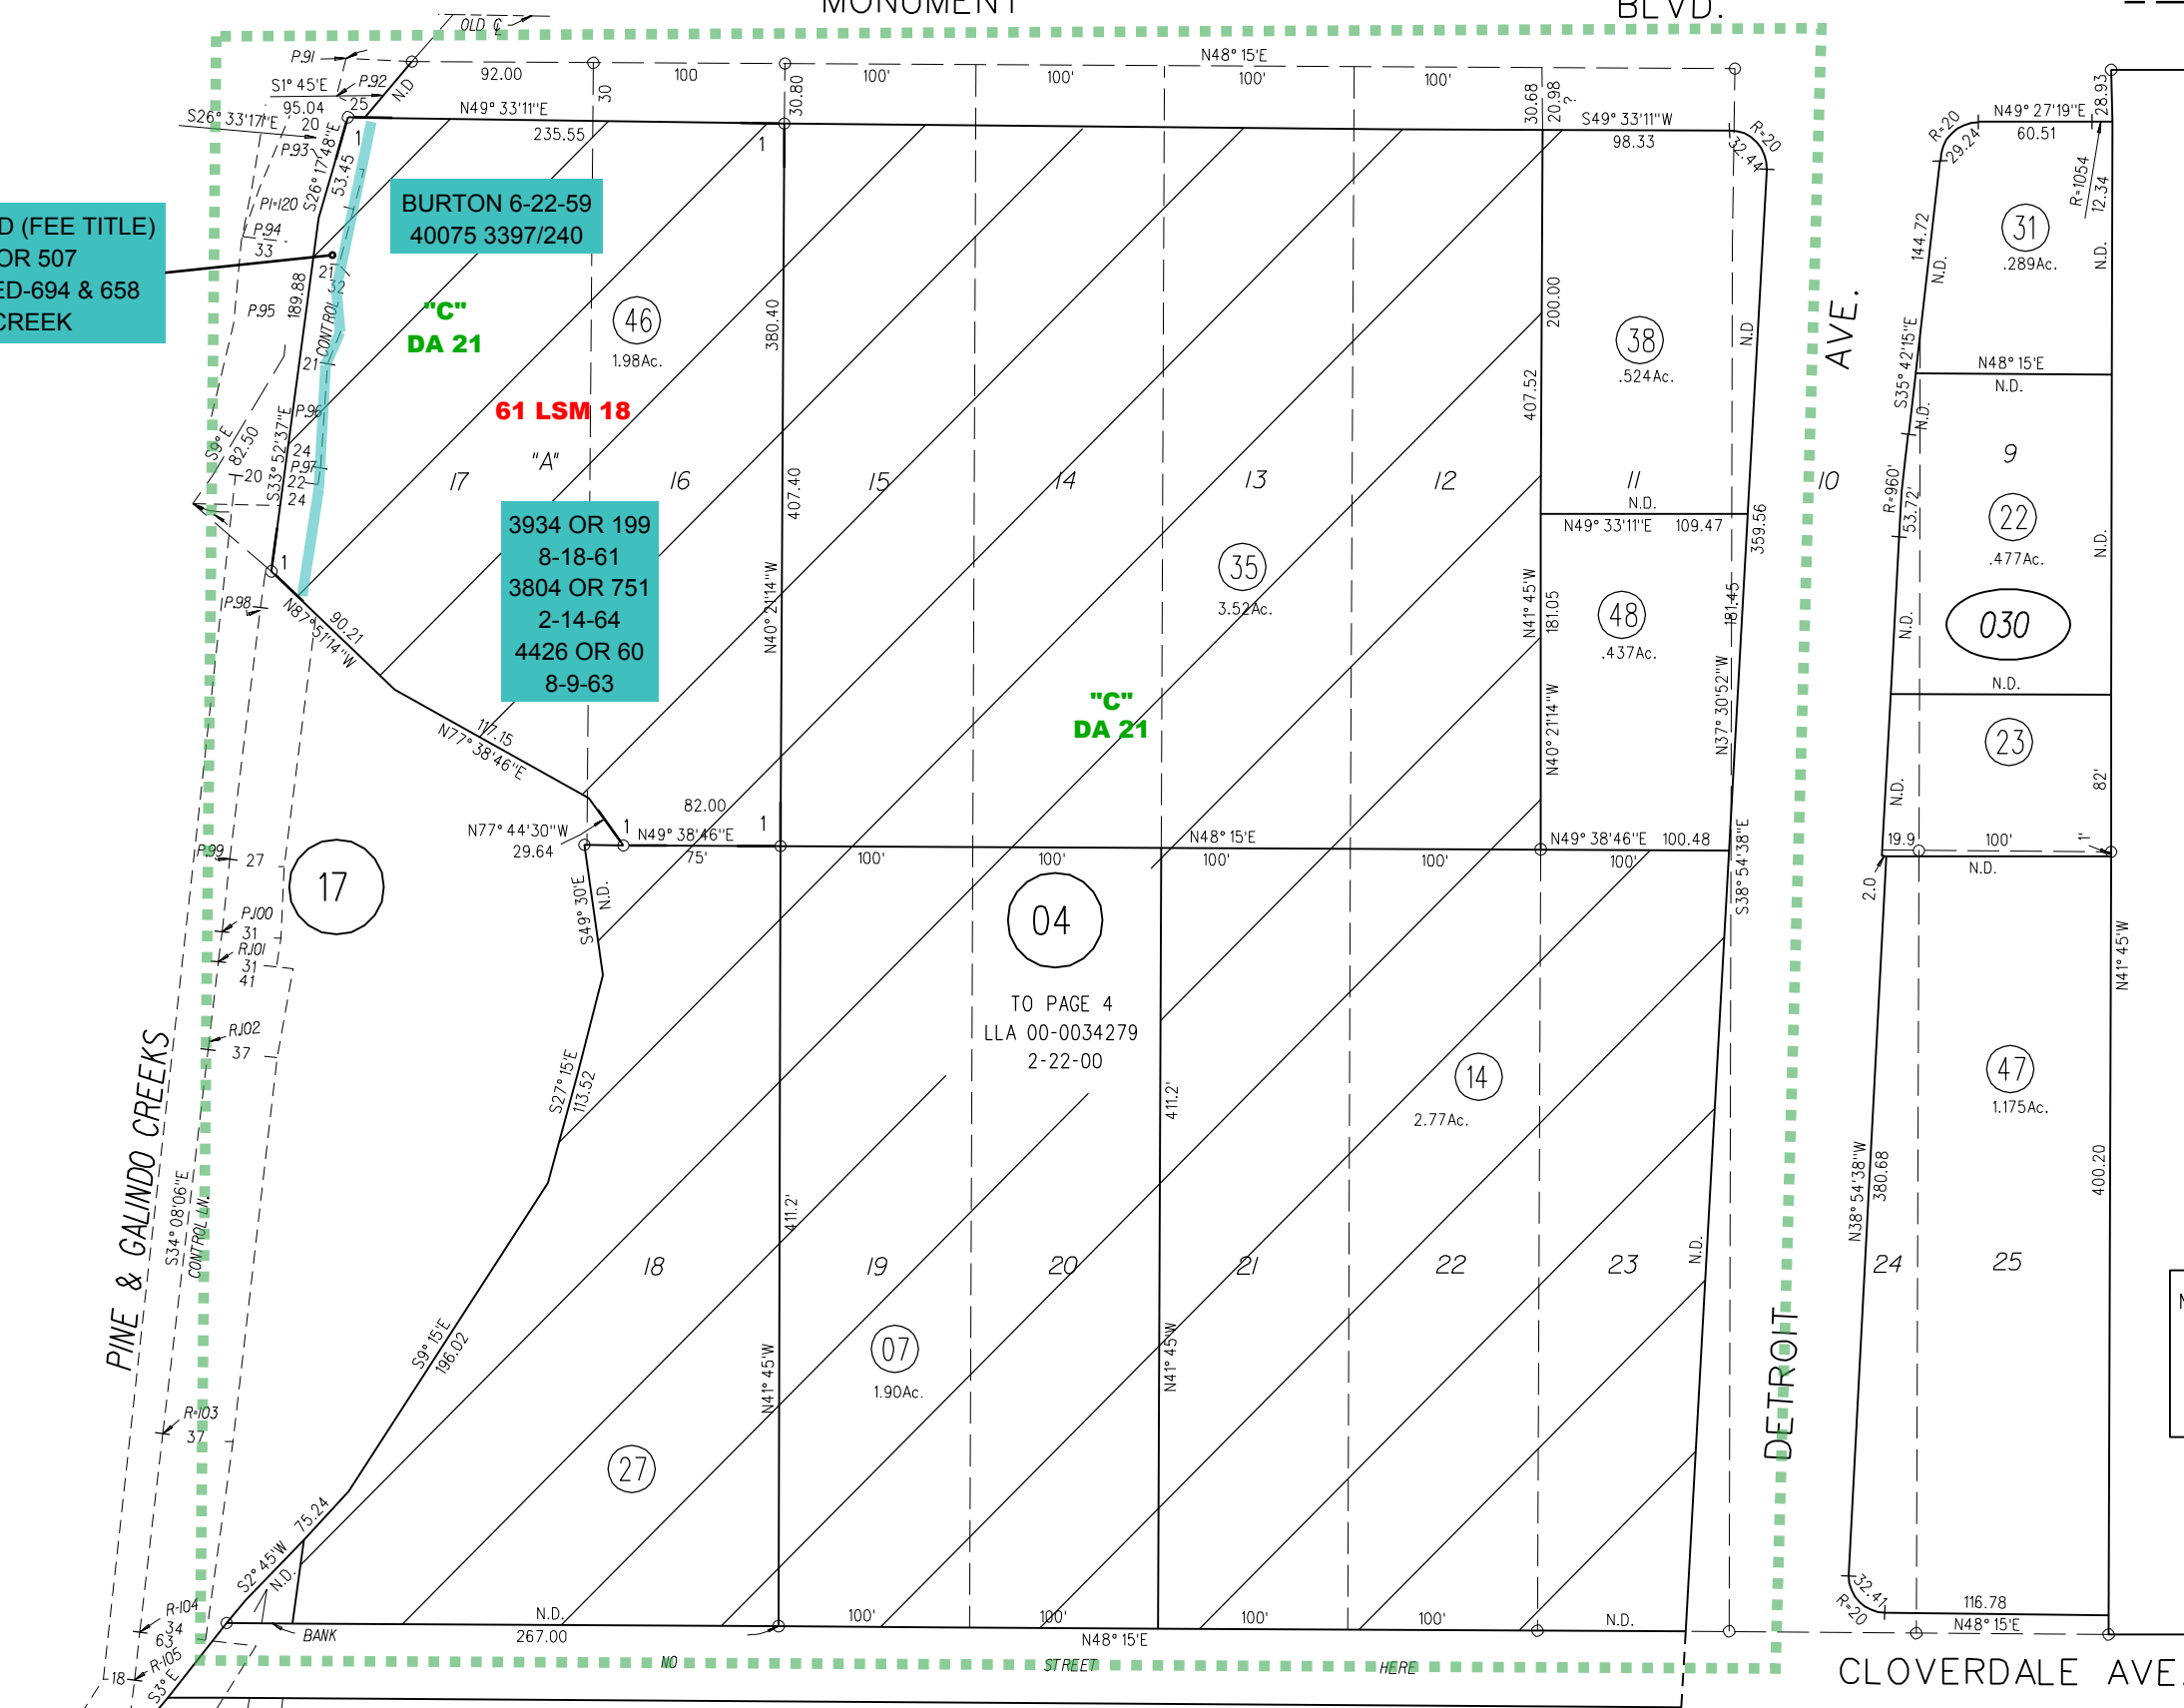 MONUMENT
BLVD.
OLD ℄
P.91
P.92
S1° 45'E
N.D
95.04
25
S26° 33'17"E
20
P.93
92.00
30
100
30.80
100'
100'
N48° 15'E
100'
100'
30.68
20.98
?
N49° 33'11"E
235.55
1
1
S49° 33'11"W
98.33
R=20
32.44
S26° 17'48"E
53.45
P1=120
P.94
33
P.95
189.88
21
32
CONTROL
21
D (FEE TITLE)
OR 507
ED-694 & 658
CREEK
BURTON 6-22-59
40075 3397/240
"C"
DA 21
46
1.98Ac.
61 LSM 18
"A"
17
16
15
14
13
12
11
10
380.40
407.40
N40° 21'14"W
3934 OR 199
8-18-61
3804 OR 751
2-14-64
4426 OR 60
8-9-63
35
3.52Ac.
"C"
DA 21
200.00
407.52
N41° 45'W
181.05
N40° 21'14"W
38
.524Ac.
N.D
N.D.
N49° 33'11"E 109.47
359.56
48
.437Ac.
181.45
N37° 30'52"W
AVE.
R=20
29.24
N49° 27'19"E
60.51
28.93
R=1054
12.34
31
.289Ac.
144.72
N.D.
N.D.
S35° 42'15"E
N.D.
N48° 15'E
N.D.
9
R=960'
53.72'
22
.477Ac.
N.D.
030
N.D.
N.D.
23
N.D.
82'
19.9
100'
1'
N.D.
2.0
S9° E
82.50
20
P.96
24
P.97
22
24
S33° 52'37"E
1
P.98
N87° 51'14"W
90.21
117.15
N77° 38'46"E
N77° 44'30"W
29.64
1
82.00
N49° 38'46"E
75'
1
100'
100'
N48° 15'E
100'
100'
N49° 38'46"E 100.48
100'
S38° 54'38"E
P.99
27
17
P.100
31
R.101
31
41
R.102
37
S49° 30'E
N.D.
04
TO PAGE 4
LLA 00-0034279
2-22-00
S27° 15'E
113.52
411.2'
411.2'
14
2.77Ac.
47
1.175Ac.
N41° 45'W
400.20
N38° 54'38"W
380.68
PINE & GALINDO CREEKS
S34° 08'06"E
CONTROL LN.
18
19
20
21
22
23
24
25
N.D.
S9° 15'E
196.02
07
1.90Ac.
N41° 45'W
N41° 45'W
DETROIT
R=103
37
27
75.24
S2° 45'W
N.D.
R-104
34
63
R-105
L18
S3° E
BANK
N.D.
267.00
100'
100'
N48° 15'E
100'
100'
N.D.
32.41
R=20
116.78
N48° 15'E
NO
STREET
HERE
CLOVERDALE AVE